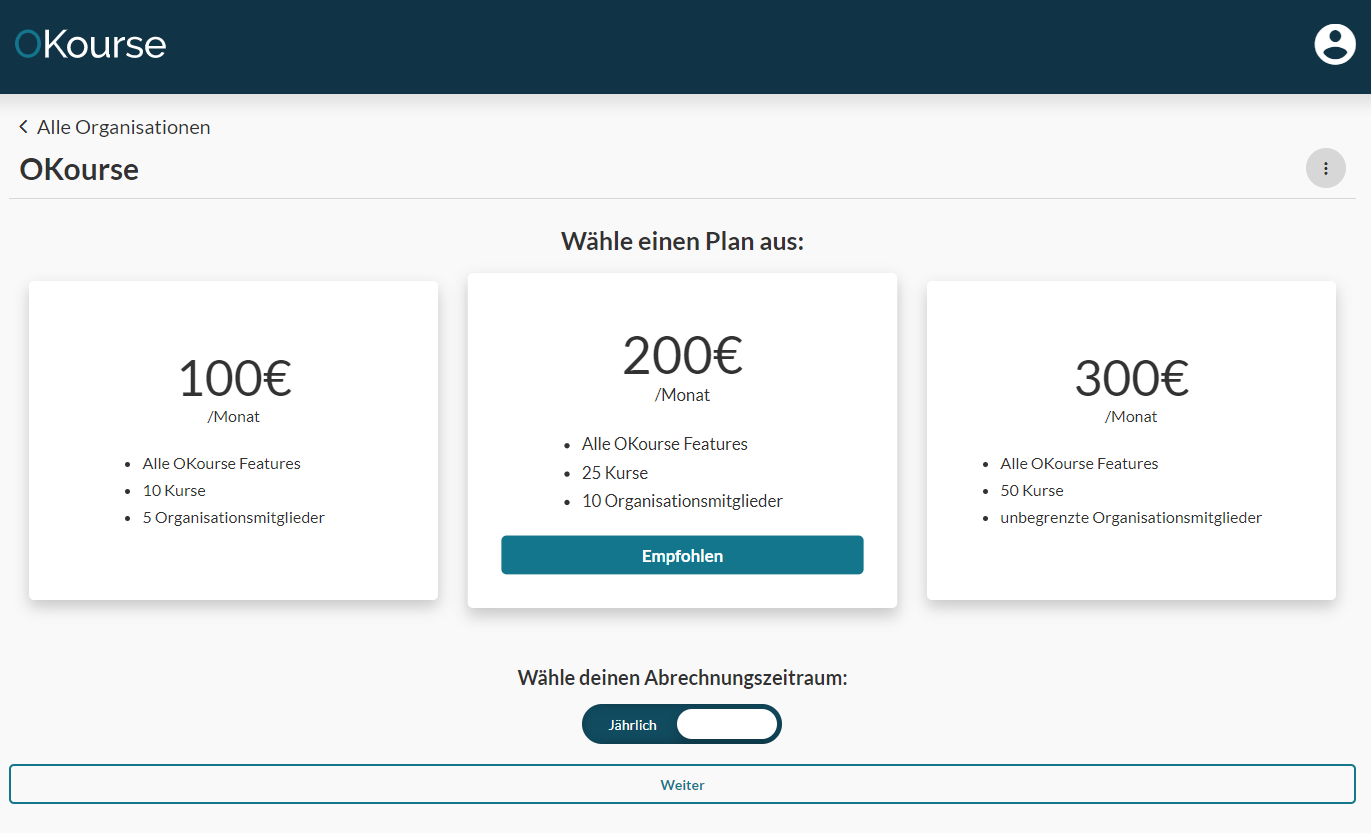 OKourse
Alle Organisationen
OKourse
Wähle einen Plan aus:
100€
/Monat
Alle OKourse Features
10 Kurse
5 Organisationsmitglieder
200€
/Monat
Alle OKourse Features
25 Kurse
10 Organisationsmitglieder
Empfohlen
300€
/Monat
Alle OKourse Features
50 Kurse
unbegrenzte Organisationsmitglieder
Wähle deinen Abrechnungszeitraum:
Jährlich
Weiter